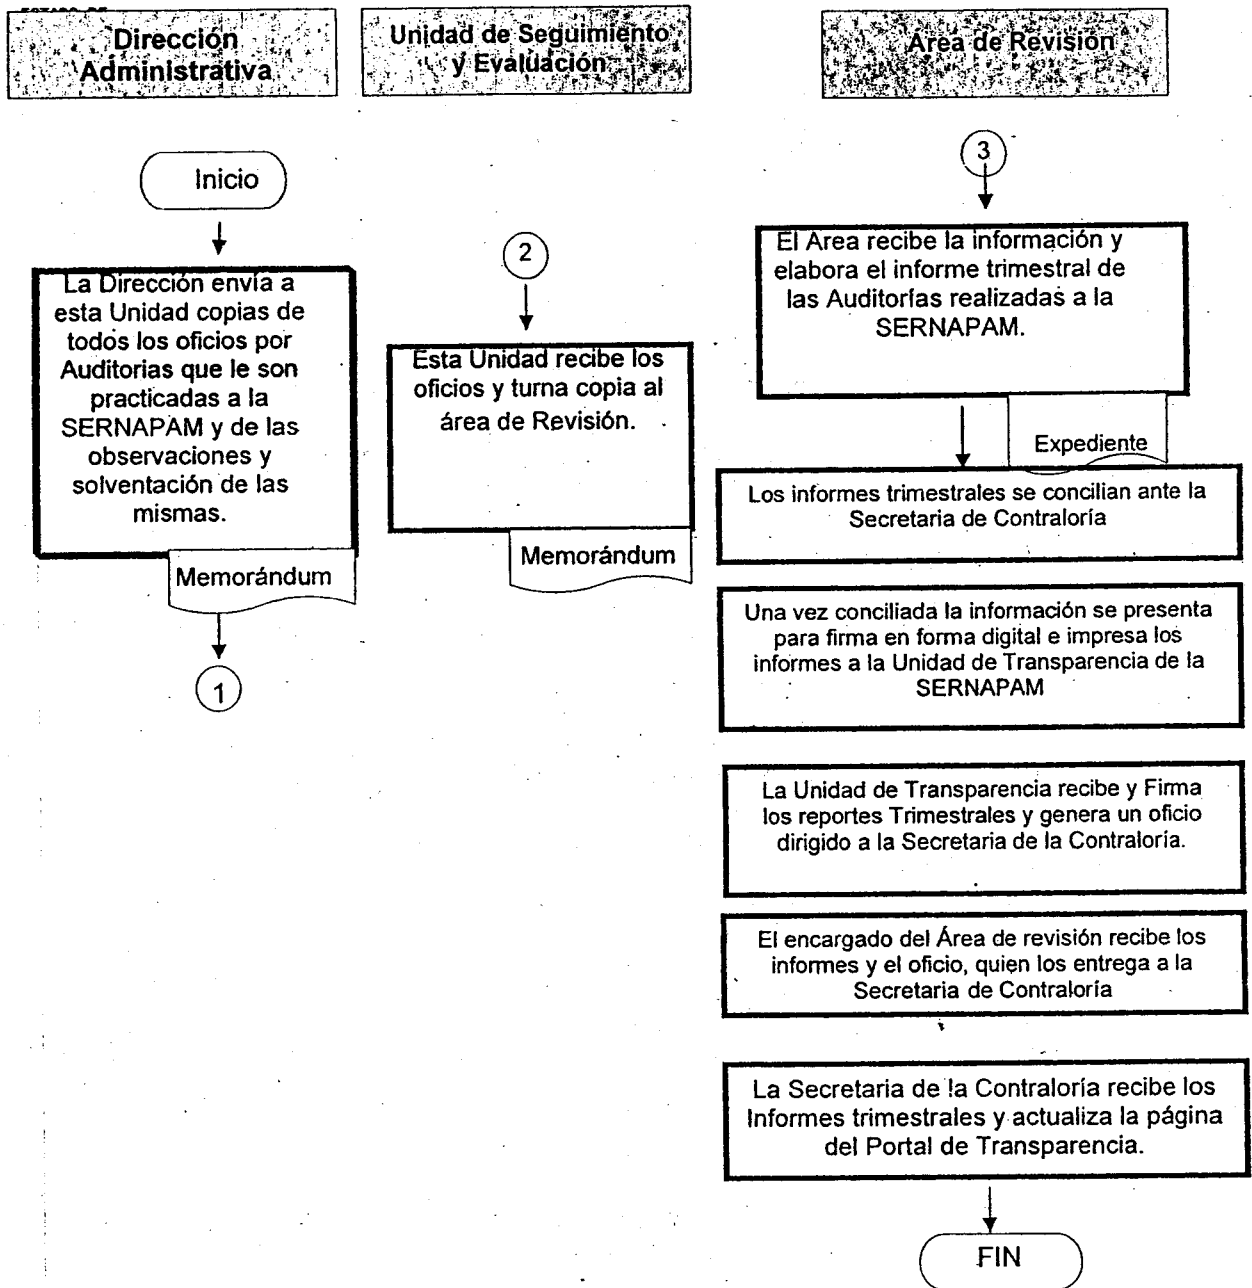 Dirección
Administrativa
Unidad de Seguimiento
y Evaluación
Área de Revisión
Inicio
La Dirección envía a
esta Unidad copias de
todos los oficios por
Auditorias que le son
practicadas a la
SERNAPAM y de las
observaciones y
solventación de las
mismas.
Memorándum
1
2
Esta Unidad recibe los
oficios y turna copia al
área de Revisión.
Memorándum
3
El Area recibe la información y
elabora el informe trimestral de
las Auditorías realizadas a la
SERNAPAM.
Expediente
Los informes trimestrales se concilian ante la
Secretaria de Contraloría
Una vez conciliada la información se presenta
para firma en forma digital e impresa los
informes a la Unidad de Transparencia de la
SERNAPAM
La Unidad de Transparencia recibe y Firma
los reportes Trimestrales y genera un oficio
dirigido a la Secretaria de la Contraloría.
El encargado del Área de revisión recibe los
informes y el oficio, quien los entrega a la
Secretaria de Contraloría
La Secretaria de la Contraloría recibe los
Informes trimestrales y actualiza la página
del Portal de Transparencia.
FIN